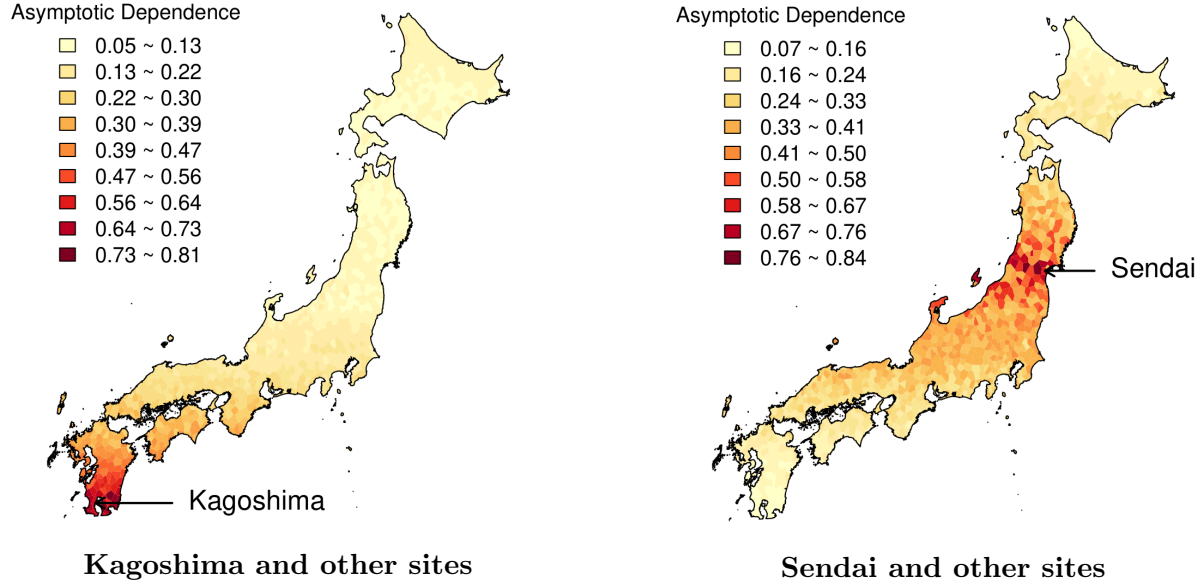 Asymptotic Dependence
0.05 ~ 0.13
0.13 ~ 0.22
0.22 ~ 0.30
0.30 ~ 0.39
0.39 ~ 0.47
0.47 ~ 0.56
0.56 ~ 0.64
0.64 ~ 0.73
0.73 ~ 0.81
Kagoshima
Kagoshima and other sites
Asymptotic Dependence
0.07 ~ 0.16
0.16 ~ 0.24
0.24 ~ 0.33
0.33 ~ 0.41
0.41 ~ 0.50
0.50 ~ 0.58
0.58 ~ 0.67
0.67 ~ 0.76
0.76 ~ 0.84
Sendai
Sendai and other sites